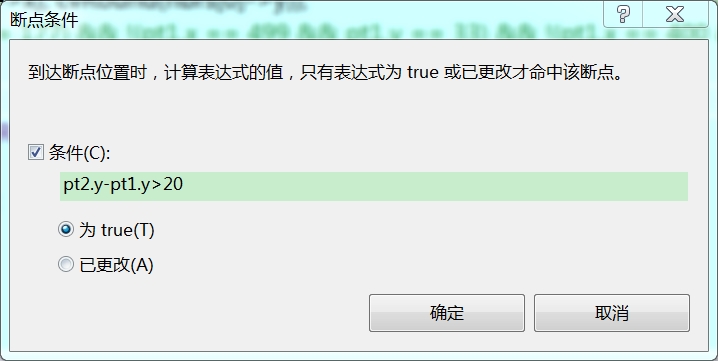 断点条件
到达断点位置时，计算表达式的值，只有表达式为 true 或已更改才命中该断点。
条件(C):
pt2.y-pt1.y>20
为 true(T)
已更改(A)
确定
取消